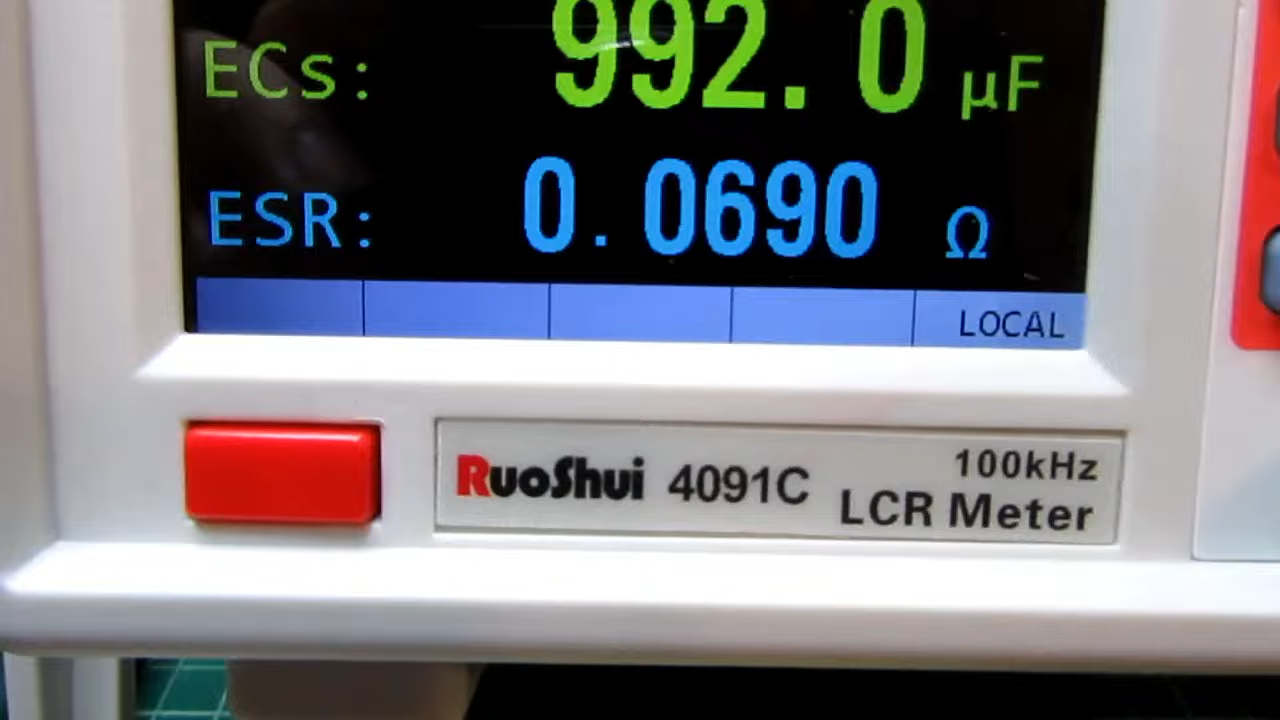 ECs: 992.0 µF
ESR: 0.0690 Ω
LOCAL
RuoShui 4091C
100kHz
LCR Meter